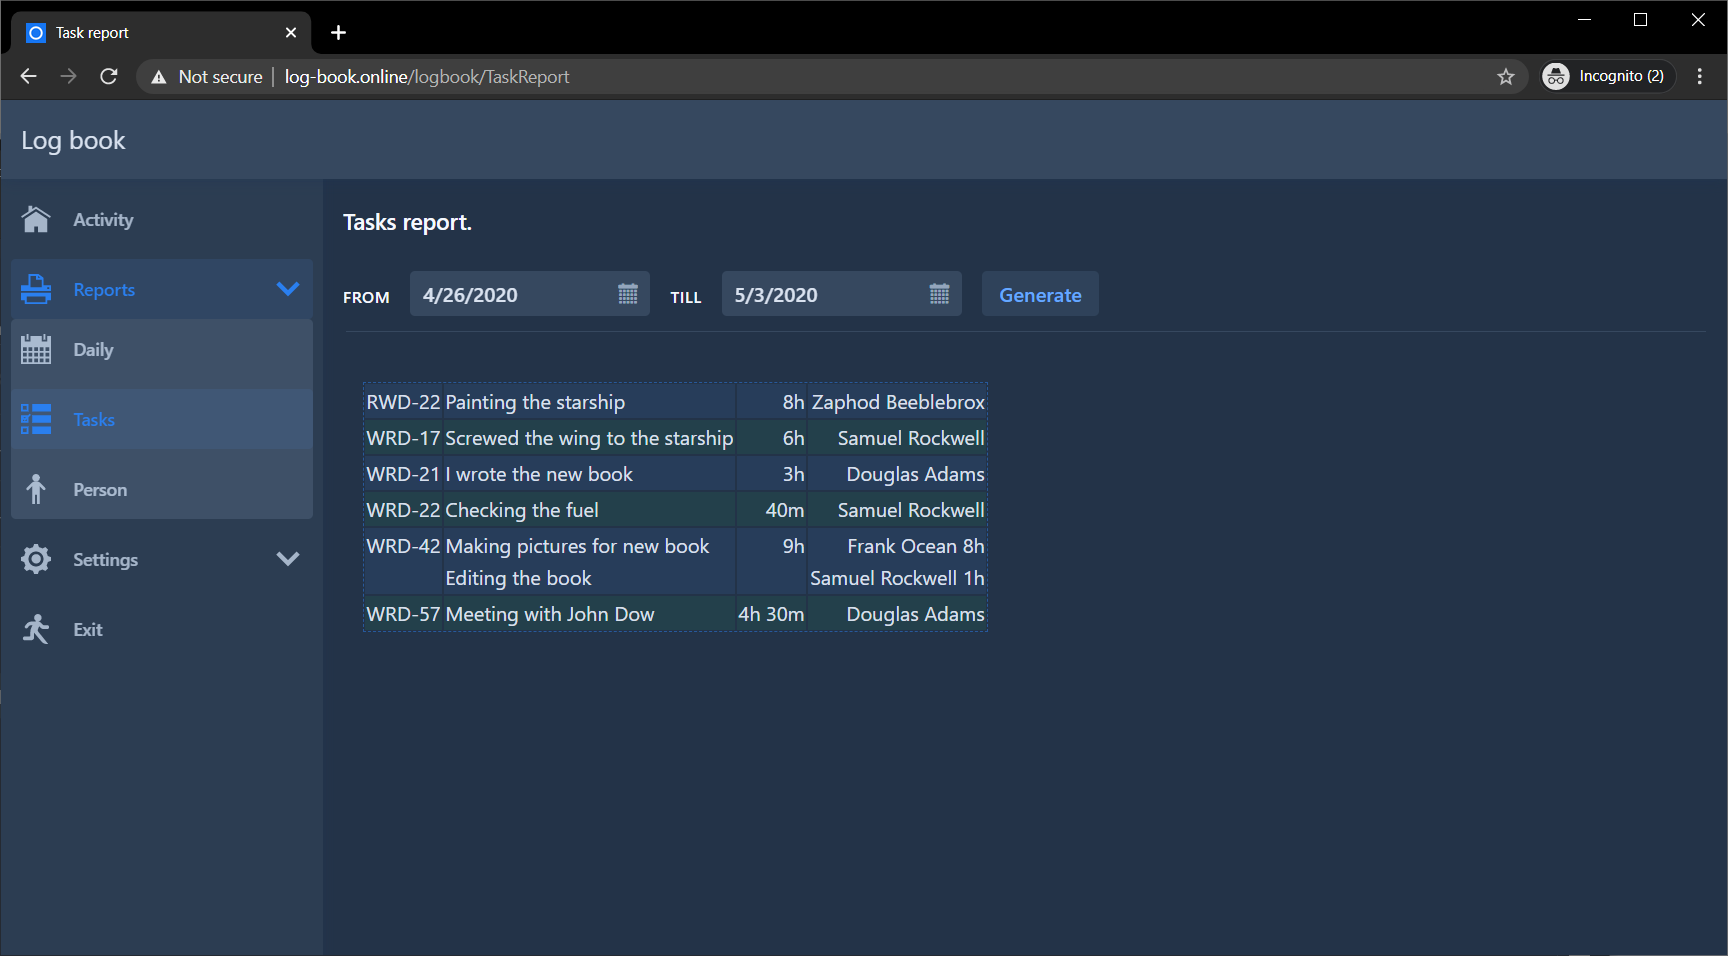 Task report
Not secure | log-book.online/logbook/TaskReport
Incognito (2)
Log book
Activity
Reports
Daily
Tasks
Person
Settings
Exit
Tasks report.
FROM 4/26/2020 TILL 5/3/2020 Generate
RWD-22 Painting the starship 8h Zaphod Beeblebrox
WRD-17 Screwed the wing to the starship 6h Samuel Rockwell
WRD-21 I wrote the new book 3h Douglas Adams
WRD-22 Checking the fuel 40m Samuel Rockwell
WRD-42 Making pictures for new book 9h Frank Ocean 8h
Editing the book Samuel Rockwell 1h
WRD-57 Meeting with John Dow 4h 30m Douglas Adams